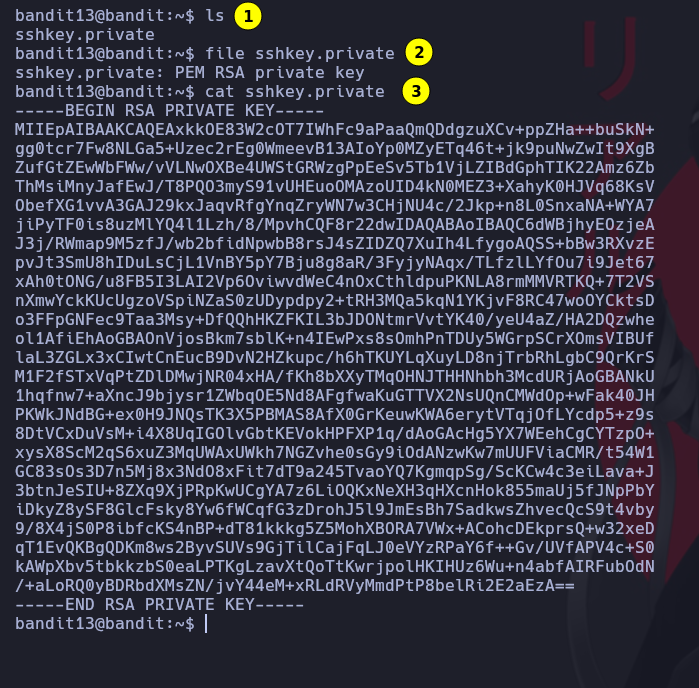 bandit13@bandit:~$ ls 1
sshkey.private
bandit13@bandit:~$ file sshkey.private 2
sshkey.private: PEM RSA private key
bandit13@bandit:~$ cat sshkey.private 3
-----BEGIN RSA PRIVATE KEY-----
MIIEpAIBAAKCAQEAxkkOE83W2cOT7IWhFc9aPaaQmQDdgzuXCv+ppZHa++buSkN+
gg0tcr7Fw8NLGa5+Uzec2rEg0WmeevB13AIoYp0MZyETq46t+jk9puNwZwIt9XgB
ZufGtZEwWbFWw/vVLNwOXBe4UWStGRWzgPpEeSv5Tb1VjLZIBdGphTIK22Amz6Zb
ThMsiMnyJafEwJ/T8PQO3myS91vUHEuoOMAzoUID4kN0MEZ3+XahyK0HJVq68KsV
ObefXG1vvA3GAJ29kxJaqvRfgYnqZryWN7w3CHjNU4c/2Jkp+n8L0SnxaNA+WYA7
jiPyTF0is8uzMlYQ4l1Lzh/8/MpvhCQF8r22dwIDAQABAoIBAQC6dWBjhyEOzjeA
J3j/RWmap9M5zfJ/wb2bfidNpwbB8rsJ4sZIDZQ7XuIh4LfygoAQSS+bBw3RXvzE
pvJt3SmU8hIDuLsCjL1VnBY5pY7Bju8g8aR/3FyjyNAqx/TLfzlLYfOu7i9Jet67
xAh0tONG/u8FB5I3LAI2Vp6OviwvdWeC4nOxCthldpuPKNLA8rmMMVRTKQ+7T2VS
nXmwYckKUcUgzoVSpiNZaS0zUDypdpy2+tRH3MQa5kqN1YKjvF8RC47woOYCktsD
o3FFpGNFec9Taa3Msy+DfQQhHKZFKIL3bJDONtmrVvtYK40/yeU4aZ/HA2DQzwhe
ol1AfiEhAoGBAOnVjosBkm7sblK+n4IEwPxs8sOmhPnTDUy5WGrpSCrXOmsVIBUf
laL3ZGLx3xCIwtCnEucB9DvN2HZkupc/h6hTKUYLqXuyLD8njTrbRhLgbC9QrKrS
M1F2fSTxVqPtZDlDMwjNR04xHA/fKh8bXXyTMqOHNJTHHNhbh3McdURjAoGBANkU
1hqfnw7+aXncJ9bjysr1ZWbqOE5Nd8AFgfwaKuGTTVX2NsUQnCMWdOp+wFak40JH
PKWkJNdBG+ex0H9JNQsTK3X5PBMAS8AfX0GrKeuwKWA6erytVTqjOfLYcdp5+z9s
8DtVCxDuVsM+i4X8UqIGOlvGbtKEVokHPFXP1q/dAoGAcHg5YX7WEehCgCYTzpO+
xysX8ScM2qS6xuZ3MqUWAxUWkh7NGZvhe0sGy9iOdANzwKw7mUUFViaCMR/t54W1
GC83sOs3D7n5Mj8x3NdO8xFit7dT9a245TvaoYQ7KgmqpSg/ScKCw4c3eiLava+J
3btnJeSIU+8ZXq9XjPRpKwUCgYA7z6LiOQKxNeXH3qHXcnHok855maUj5fJNpPbY
iDkyZ8ySF8GlcFsky8Yw6fWCqfG3zDrohJ5l9JmEsBh7SadkwsZhvecQcS9t4vby
9/8X4jS0P8ibfcKS4nBP+dT81kkkg5Z5MohXBORA7VWx+ACohcDEkprsQ+w32xeD
qT1EvQKBgQDKm8ws2ByvSUVs9GjTilCajFqLJ0eVYzRPaY6f++Gv/UVfAPV4c+S0
kAWpXbv5tbkkzbS0eaLPTKgLzavXtQoTtKwrjpolHKIHUz6Wu+n4abfAIRFubOdN
/+aLoRQ0yBDRbdXMsZN/jvY44eM+xRLdRVyMmdPtP8belRi2E2aEzA==
-----END RSA PRIVATE KEY-----
bandit13@bandit:~$